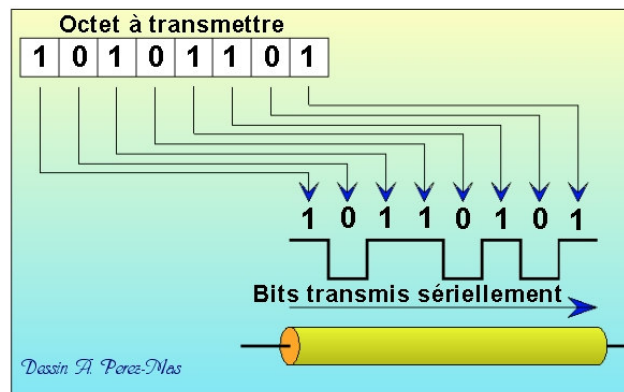 Octet à transmettre
1 0 1 0 1 1 0 1
1 0 1 1 0 1 0 1
Bits transmis sériellement
Dessin A. Perez-Mas